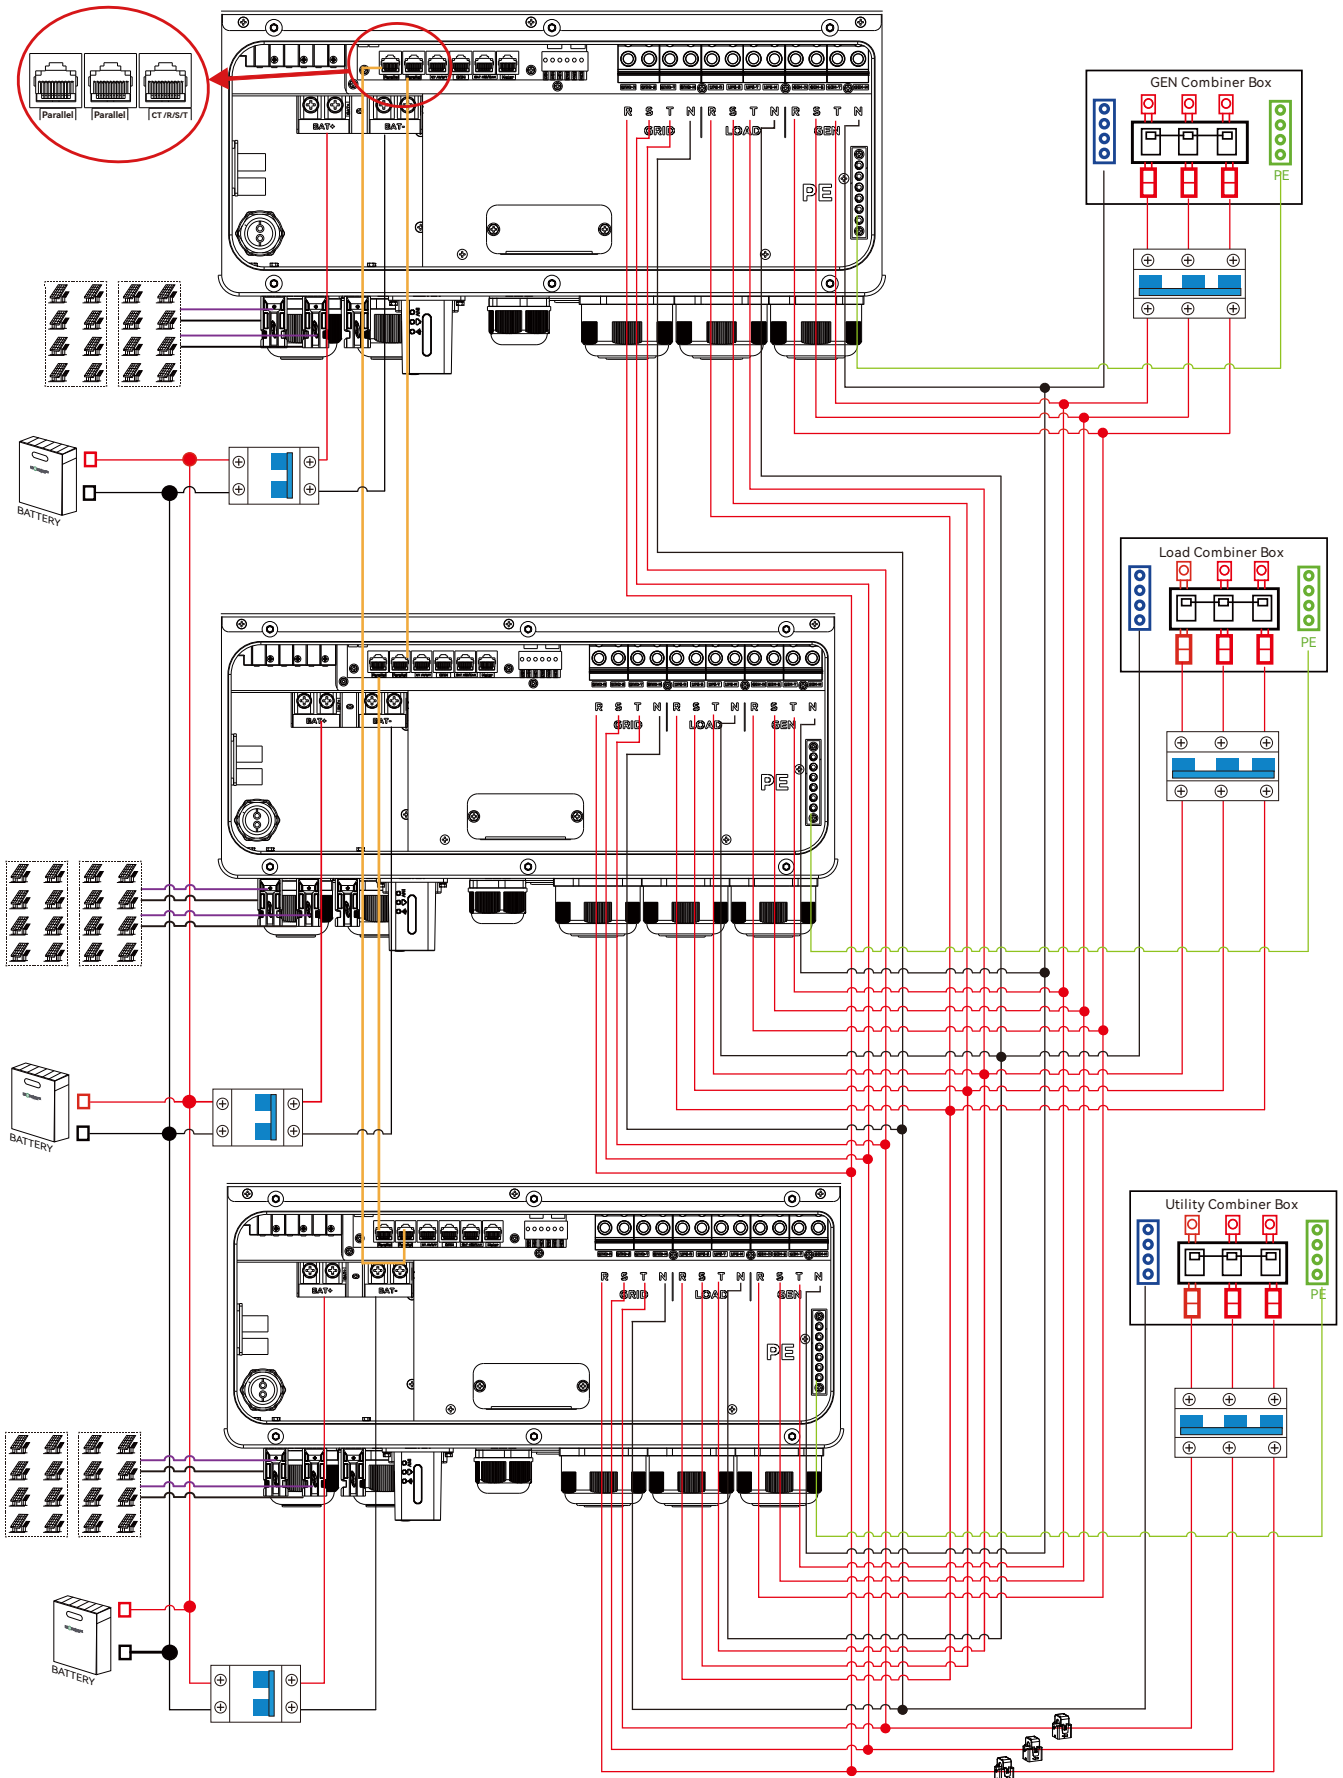 Parallel
Parallel
CT /R/S/T
BAT+
BAT-
R S T N R S T N R S T N
GRID
LOAD
GEN
PE
GEN Combiner Box
PE
BATTERY
Load Combiner Box
PE
BAT+
BAT-
R S T N R S T N R S T N
GRID
LOAD
GEN
PE
BATTERY
Utility Combiner Box
PE
BAT+
BAT-
R S T N R S T N R S T N
GRID
LOAD
GEN
PE
BATTERY